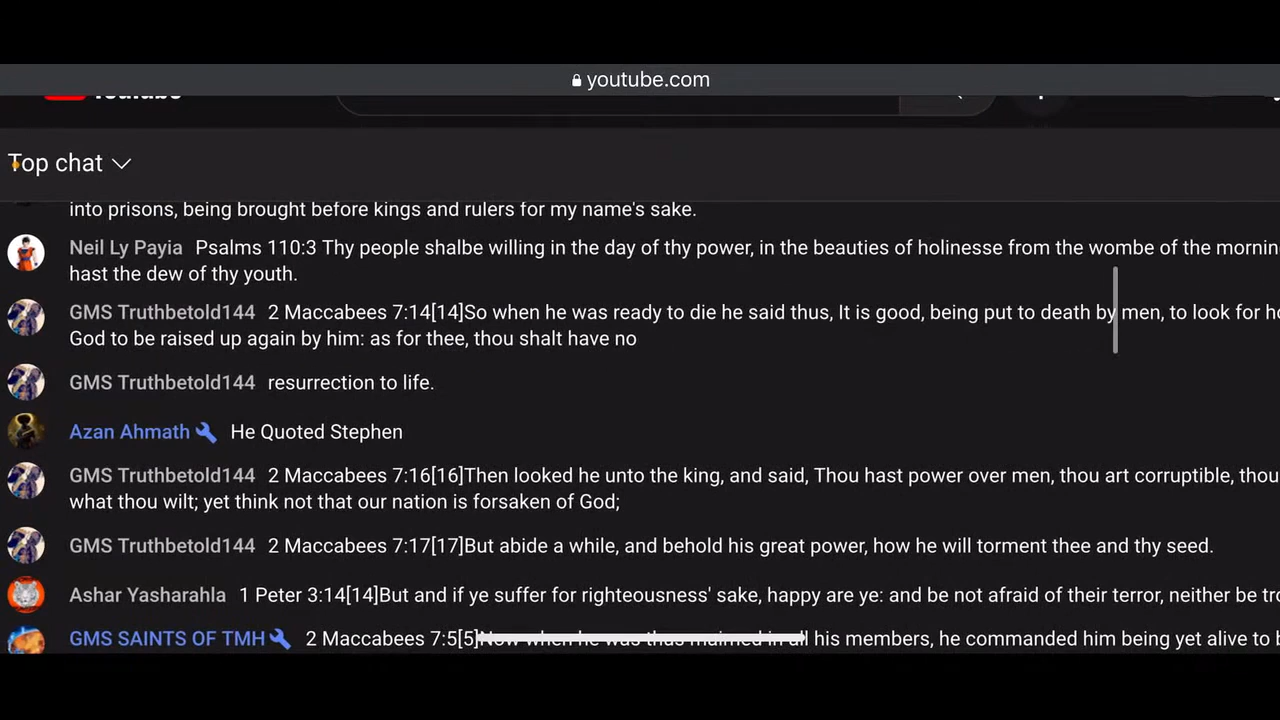 youtube.com
YouTube
Top chat
into prisons, being brought before kings and rulers for my name's sake.
Neil Ly Payia Psalms 110:3 Thy people shalbe willing in the day of thy power, in the beauties of holinesse from the wombe of the mornin
hast the dew of thy youth.
GMS Truthbetold144 2 Maccabees 7:14[14]So when he was ready to die he said thus, It is good, being put to death by men, to look for ho
God to be raised up again by him: as for thee, thou shalt have no
GMS Truthbetold144 resurrection to life.
Azan Ahmath He Quoted Stephen
GMS Truthbetold144 2 Maccabees 7:16[16]Then looked he unto the king, and said, Thou hast power over men, thou art corruptible, thou
what thou wilt; yet think not that our nation is forsaken of God;
GMS Truthbetold144 2 Maccabees 7:17[17]But abide a while, and behold his great power, how he will torment thee and thy seed.
Ashar Yasharahla 1 Peter 3:14[14]But and if ye suffer for righteousness' sake, happy are ye: and be not afraid of their terror, neither be tro
GMS SAINTS OF TMH 2 Maccabees 7:5[5]Now when he was thus maimed in all his members, he commanded him being yet alive to b